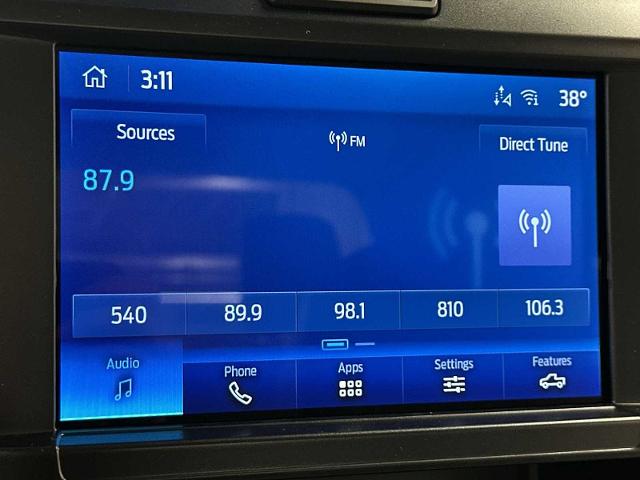 3:11
38°
Sources
FM
Direct Tune
87.9
540 89.9 98.1 810 106.3
Audio Phone Apps Settings Features